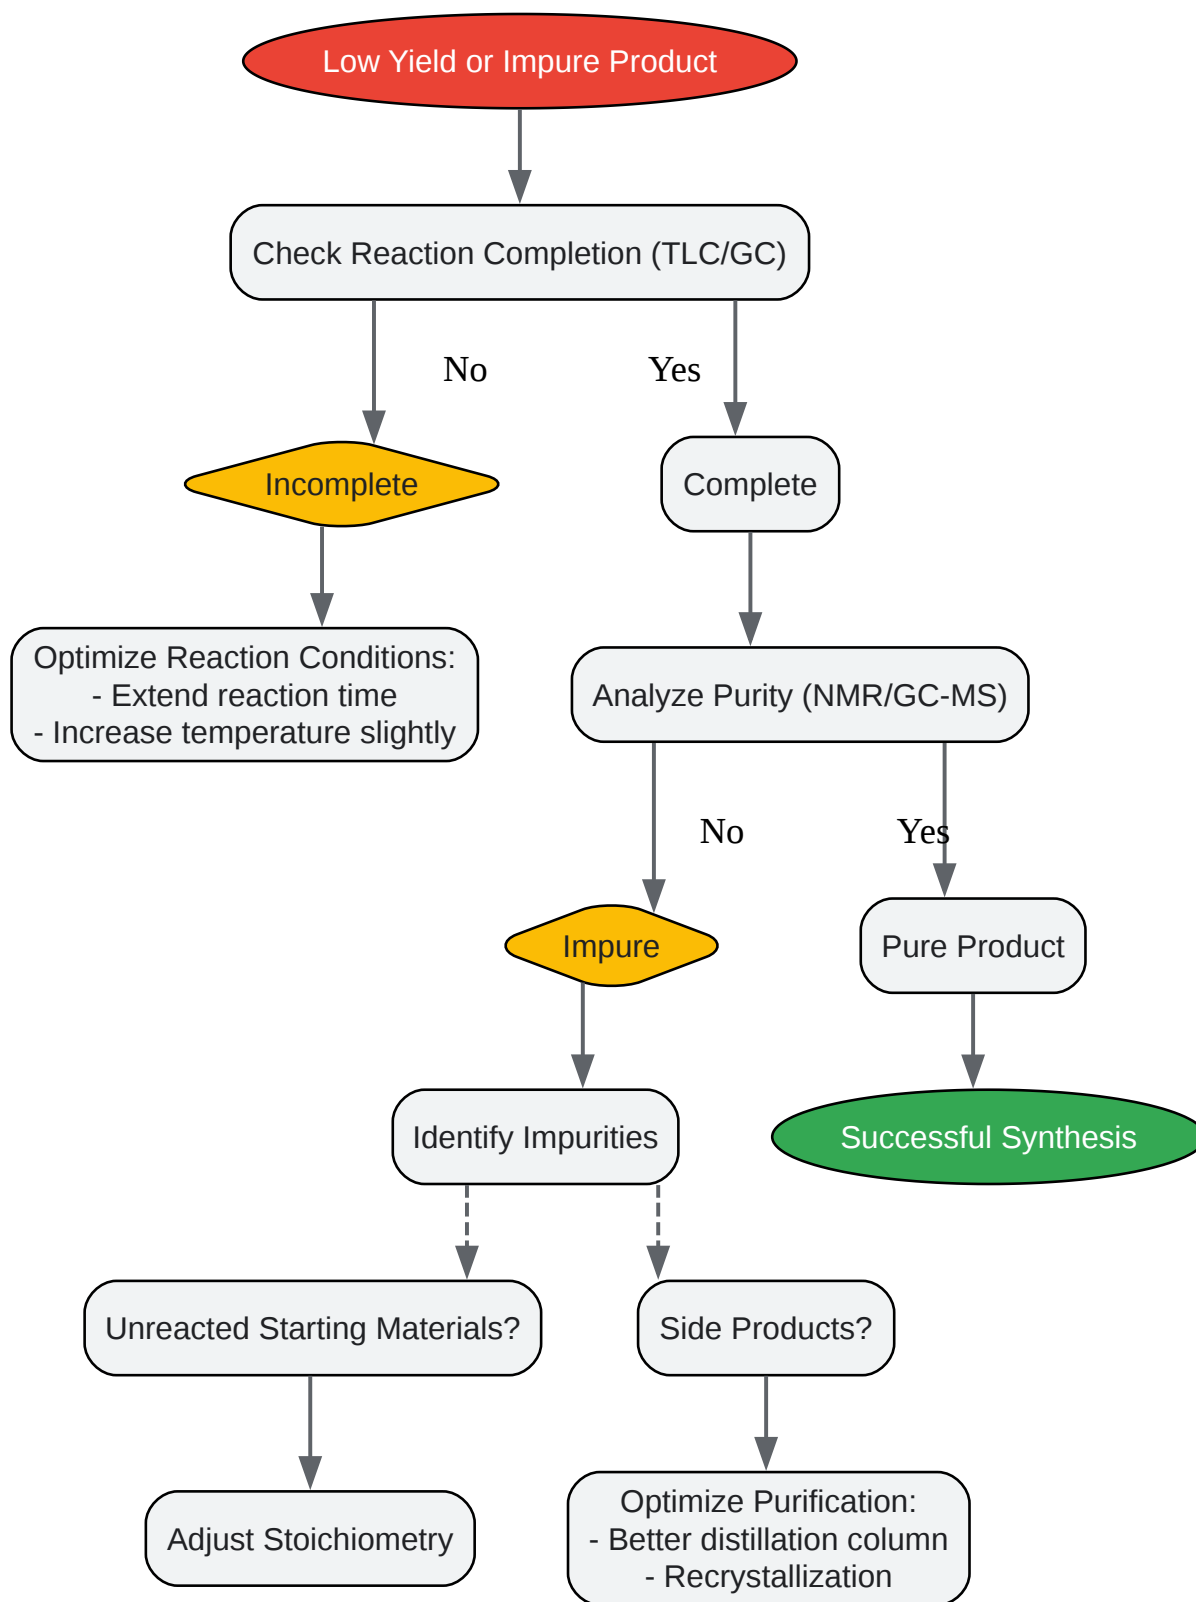 Low Yield or Impure Product
Check Reaction Completion (TLC/GC)
No
Yes
Incomplete
Complete
Optimize Reaction Conditions:
- Extend reaction time
- Increase temperature slightly
Analyze Purity (NMR/GC-MS)
No
Yes
Impure
Pure Product
Identify Impurities
Successful Synthesis
Unreacted Starting Materials?
Side Products?
Adjust Stoichiometry
Optimize Purification:
- Better distillation column
- Recrystallization